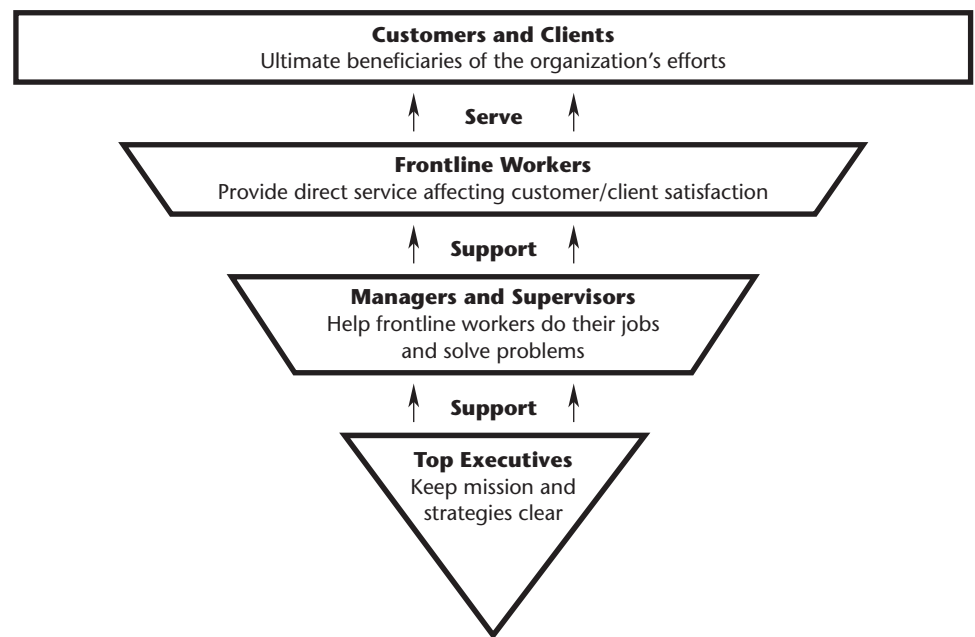 Customers and Clients
Ultimate beneficiaries of the organization’s efforts
Serve
Frontline Workers
Provide direct service affecting customer/client satisfaction
Support
Managers and Supervisors
Help frontline workers do their jobs
and solve problems
Support
Top Executives
Keep mission and
strategies clear